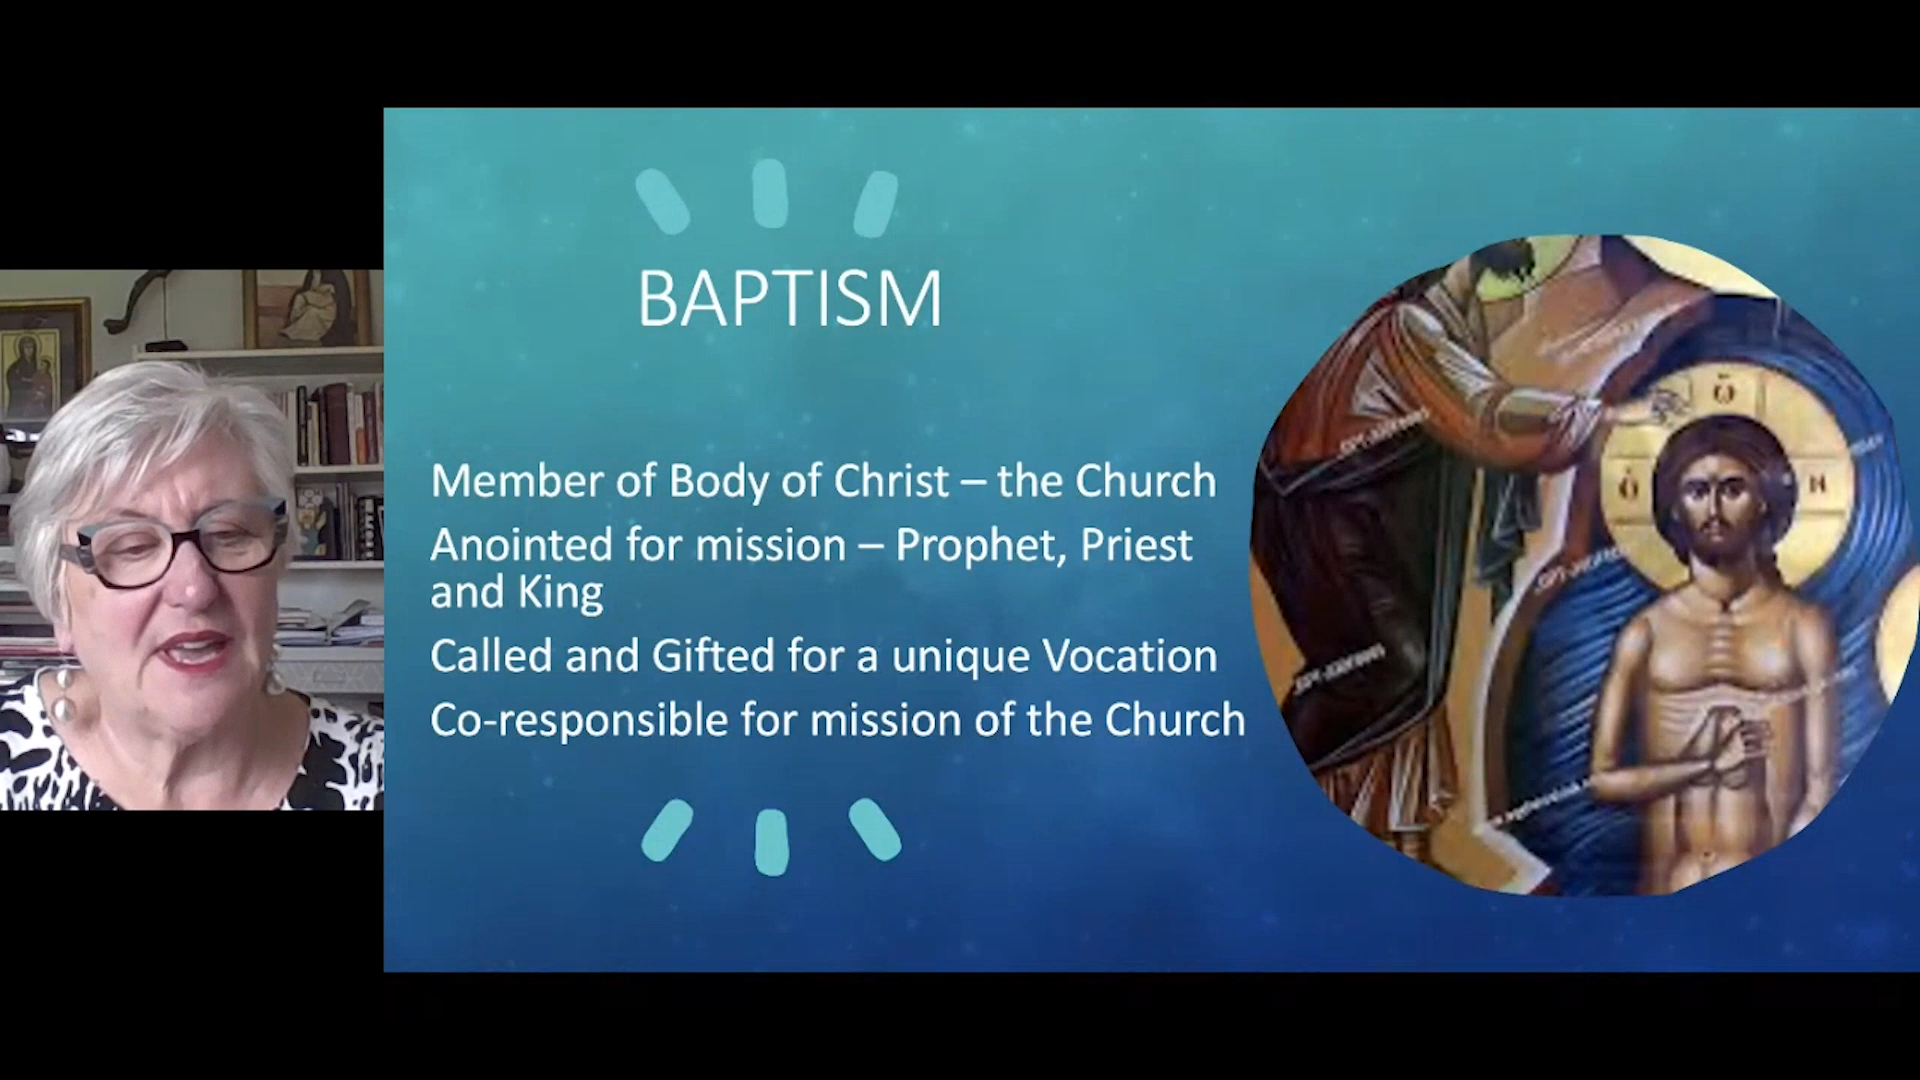 BAPTISM
Member of Body of Christ – the Church
Anointed for mission – Prophet, Priest
and King
Called and Gifted for a unique Vocation
Co-responsible for mission of the Church
ὁ
ὤ
Ν